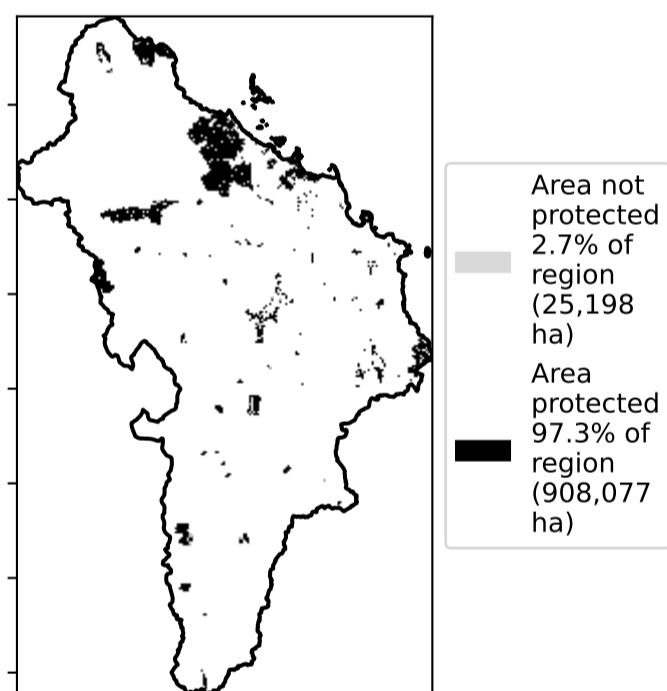 Area not
protected
2.7% of
region
(25,198
ha)
Area
protected
97.3% of
region
(908,077
ha)